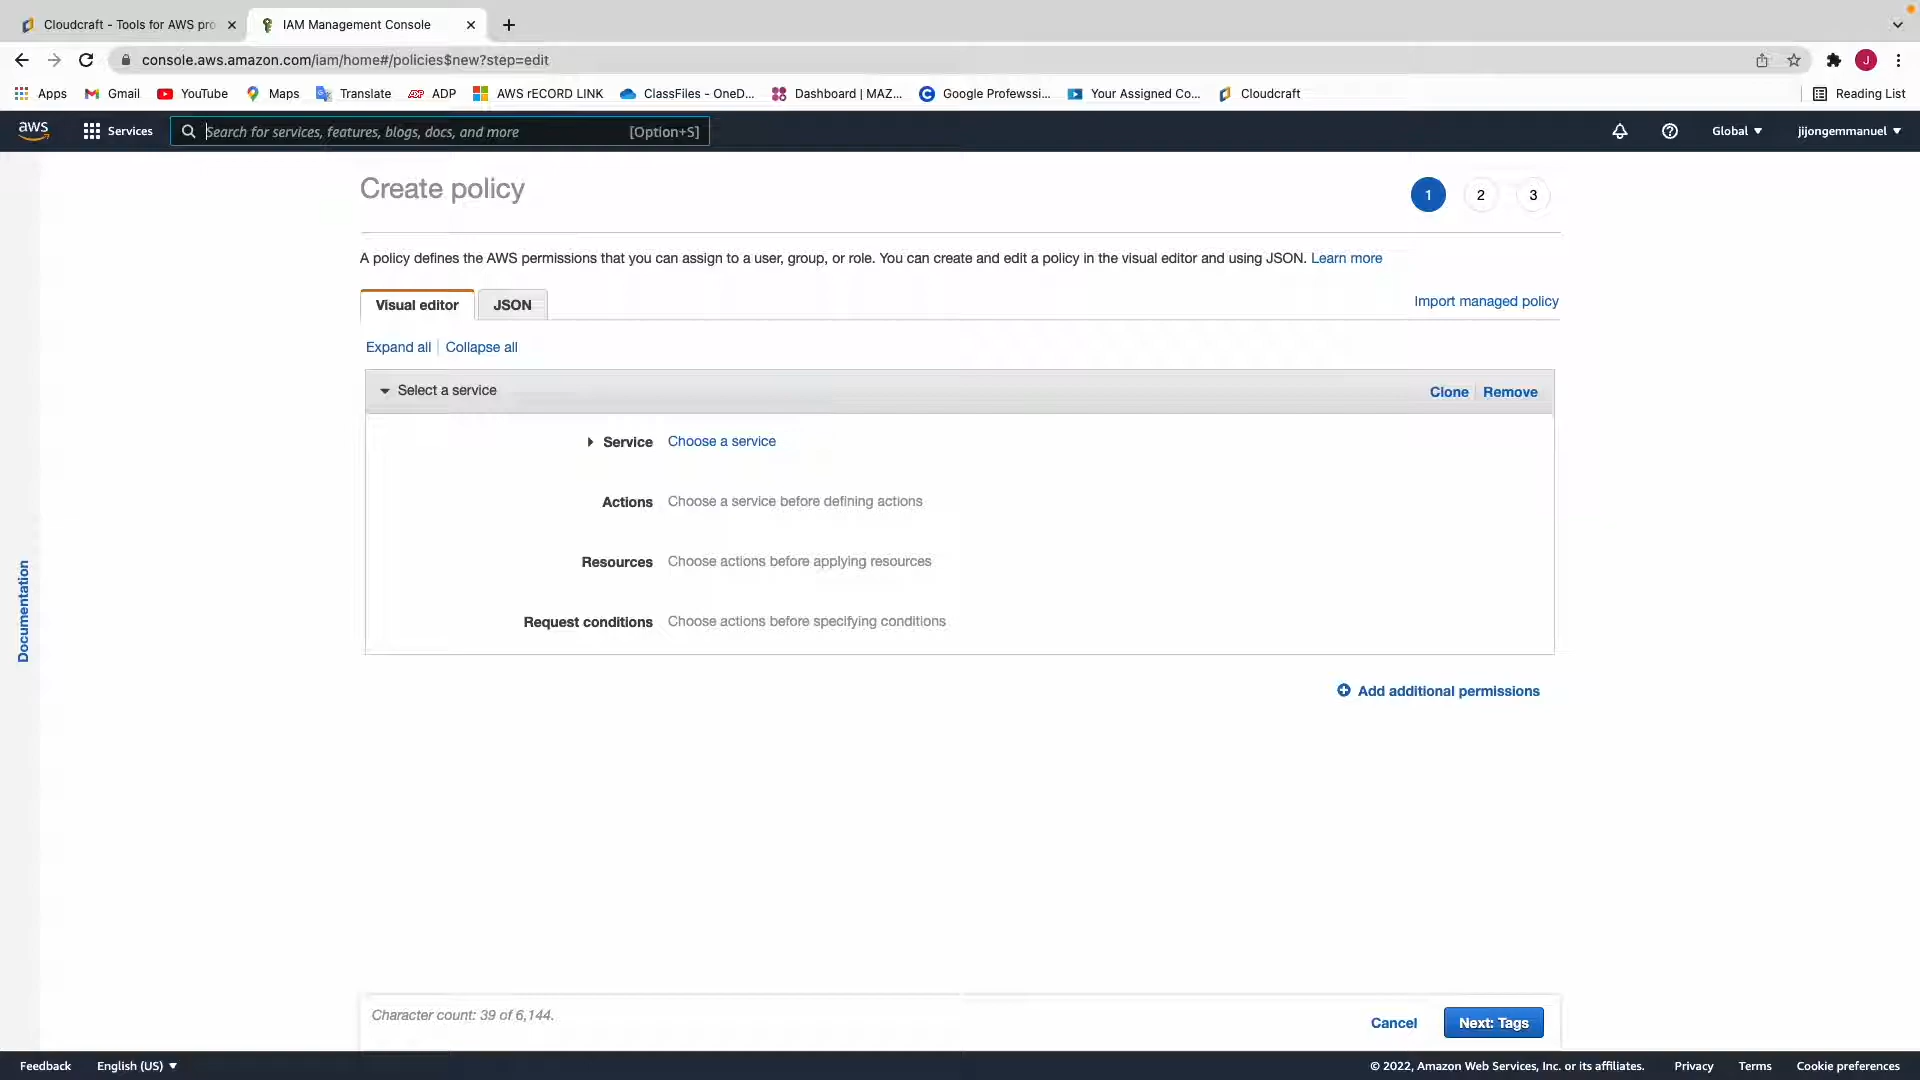 Cloudcraft - Tools for AWS pro
IAM Management Console
console.aws.amazon.com/iam/home#/policies$new?step=edit
J
Apps
Gmail
YouTube
Maps
Translate
ADP
AWS rECORD LINK
ClassFiles - OneD...
Dashboard | MAZ...
Google Profewssi...
Your Assigned Co...
Cloudcraft
Reading List
aws
Services
Search for services, features, blogs, docs, and more
[Option+S]
Global
jijongemmanuel
Create policy
1
2
3
A policy defines the AWS permissions that you can assign to a user, group, or role. You can create and edit a policy in the visual editor and using JSON. Learn more
Visual editor
JSON
Import managed policy
Expand all
Collapse all
Select a service
Clone
Remove
Service
Choose a service
Actions
Choose a service before defining actions
Resources
Choose actions before applying resources
Request conditions
Choose actions before specifying conditions
Documentation
Add additional permissions
Character count: 39 of 6,144.
Cancel
Next: Tags
Feedback
English (US)
© 2022, Amazon Web Services, Inc. or its affiliates.
Privacy
Terms
Cookie preferences